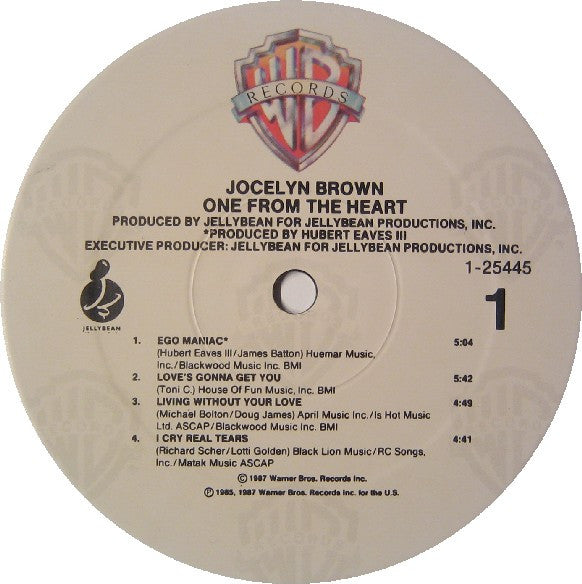 WB
RECORDS
JOCELYN BROWN
ONE FROM THE HEART
PRODUCED BY JELLYBEAN FOR JELLYBEAN PRODUCTIONS, INC.
*PRODUCED BY HUBERT EAVES III
EXECUTIVE PRODUCER: JELLYBEAN FOR JELLYBEAN PRODUCTIONS, INC.
1-25445
1
JELLYBEAN
1. EGO MANIAC* 5:04
(Hubert Eaves III/James Batton) Huemar Music,
Inc./Blackwood Music Inc. BMI
2. LOVE'S GONNA GET YOU 5:42
(Toni C.) House Of Fun Music, Inc. BMI
3. LIVING WITHOUT YOUR LOVE 4:49
(Michael Bolton/Doug James) April Music Inc./Is Hot Music
Ltd. ASCAP/Blackwood Music Inc. BMI
4. I CRY REAL TEARS 4:41
(Richard Scher/Lotti Golden) Black Lion Music/RC Songs,
Inc./Matak Music ASCAP
© 1987 Warner Bros. Records Inc.
℗ 1985, 1987 Warner Bros. Records Inc. for the U.S.